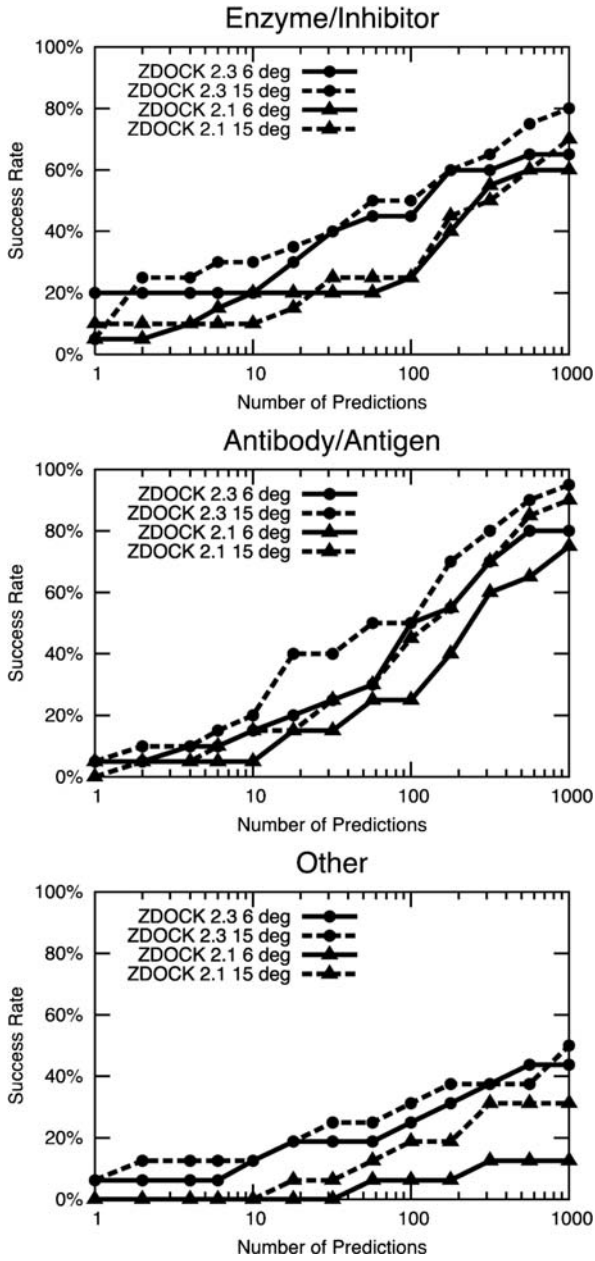 Enzyme/Inhibitor
100%
80%
60%
40%
20%
0%
Success Rate
ZDOCK 2.3 6 deg
ZDOCK 2.3 15 deg
ZDOCK 2.1 6 deg
ZDOCK 2.1 15 deg
1 10 100 1000
Number of Predictions
Antibody/Antigen
100%
80%
60%
40%
20%
0%
Success Rate
ZDOCK 2.3 6 deg
ZDOCK 2.3 15 deg
ZDOCK 2.1 6 deg
ZDOCK 2.1 15 deg
1 10 100 1000
Number of Predictions
Other
100%
80%
60%
40%
20%
0%
Success Rate
ZDOCK 2.3 6 deg
ZDOCK 2.3 15 deg
ZDOCK 2.1 6 deg
ZDOCK 2.1 15 deg
1 10 100 1000
Number of Predictions